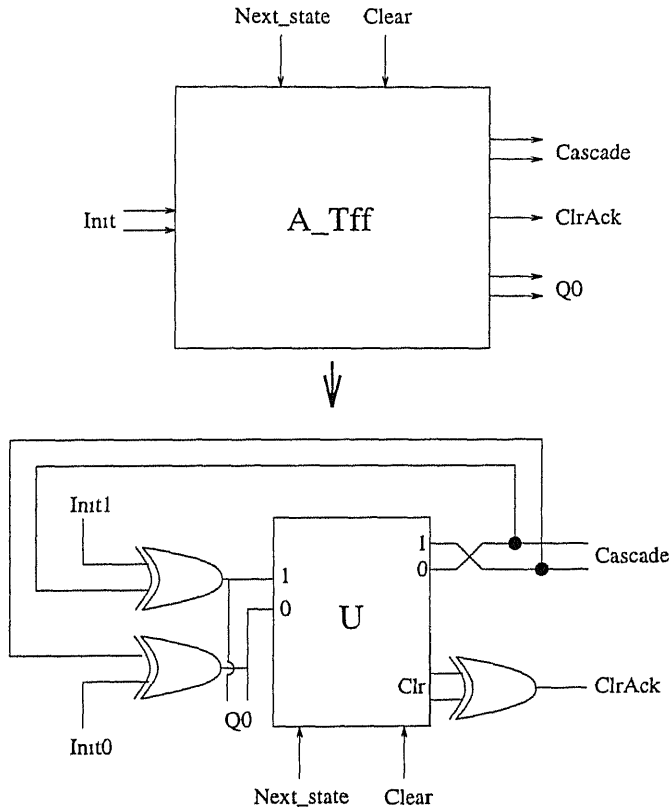 Next_state Clear
Cascade
Init
A_Tff
ClrAck
Q0
Init1
1
1
0
Cascade
0
U
Clr
ClrAck
Q0
Init0
Next_state Clear